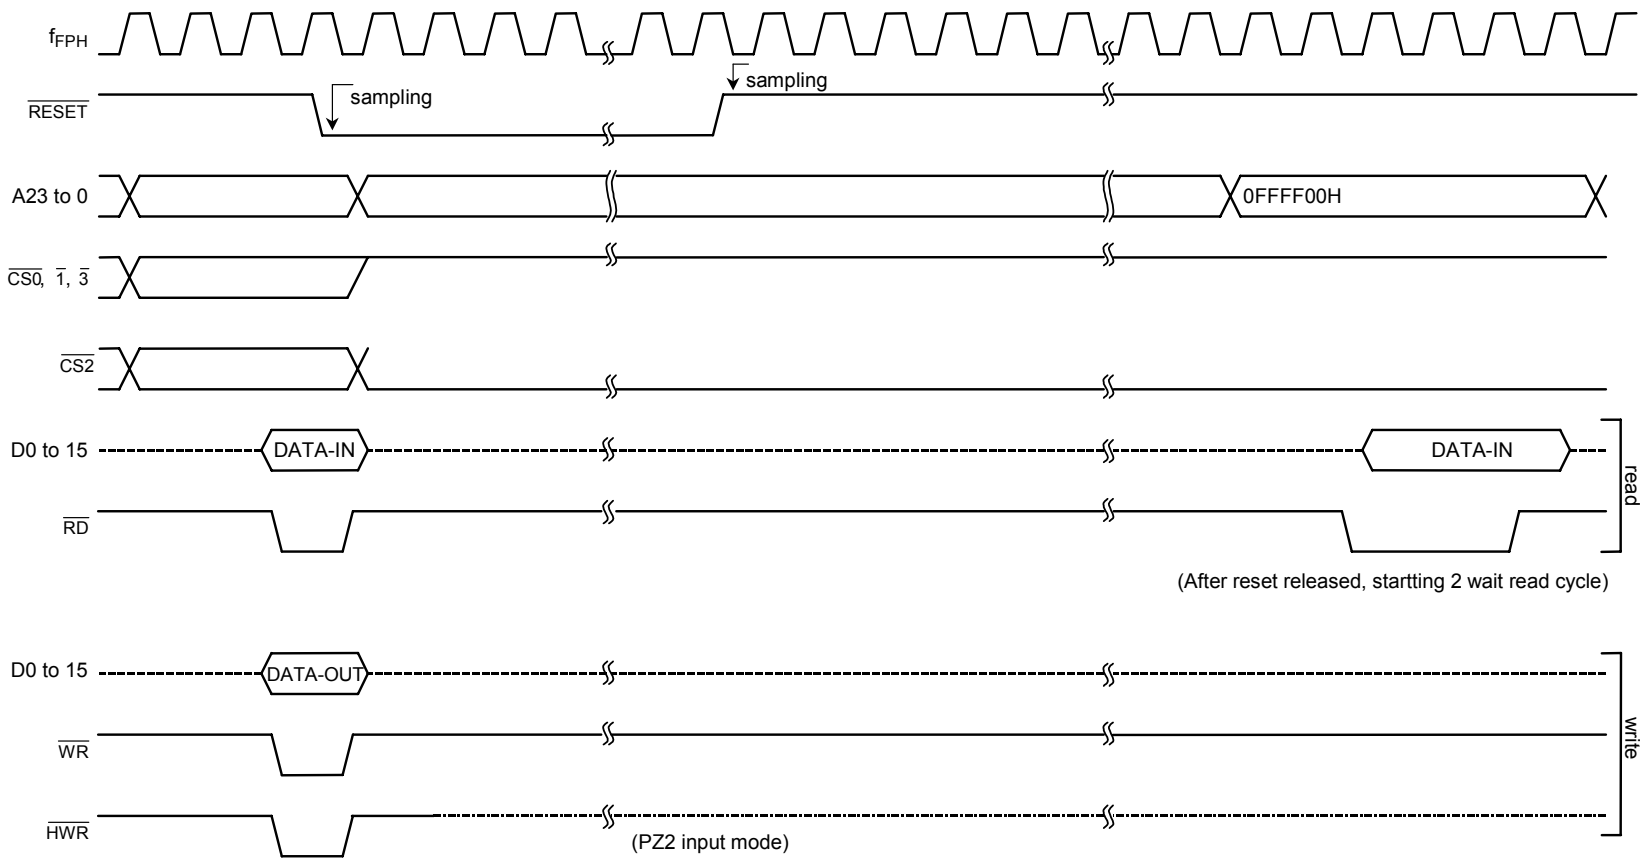 fFPH
RESET
sampling
sampling
A23 to 0
0FFFF00H
CS0, 1, 3
CS2
D0 to 15
DATA-IN
DATA-IN
RD
read
(After reset released, startting 2 wait read cycle)
D0 to 15
DATA-OUT
WR
write
HWR
(PZ2 input mode)